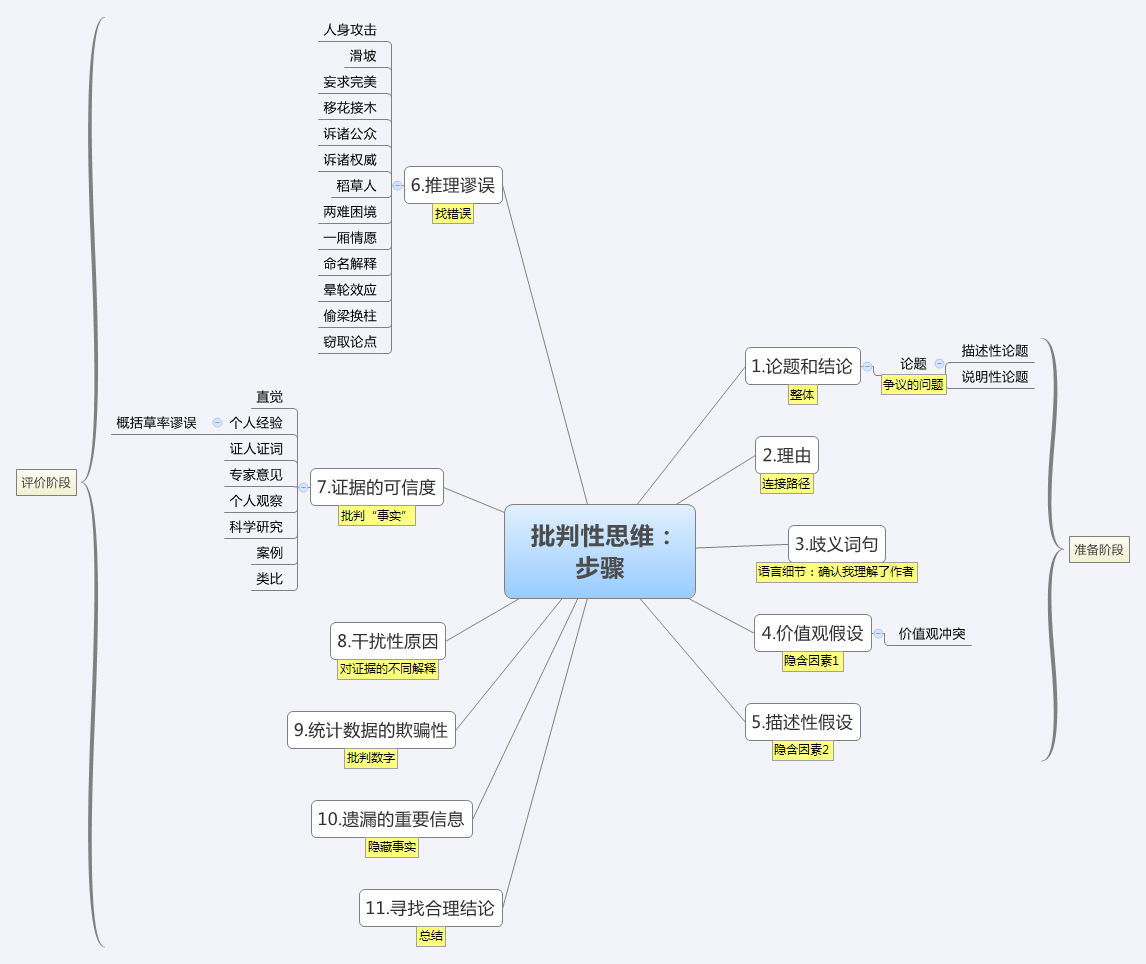 批判性思维：
步骤
1.论题和结论
整体
论题
争议的问题
描述性论题
说明性论题
2.理由
连接路径
3.歧义词句
语言细节：确认我理解了作者
4.价值观假设
隐含因素1
价值观冲突
5.描述性假设
隐含因素2
准备阶段
6.推理谬误
找错误
人身攻击
滑坡
妄求完美
移花接木
诉诸公众
诉诸权威
稻草人
两难困境
一厢情愿
命名解释
晕轮效应
偷梁换柱
窃取论点
7.证据的可信度
批判“事实”
直觉
个人经验
概括草率谬误
证人证词
专家意见
个人观察
科学研究
案例
类比
8.干扰性原因
对证据的不同解释
9.统计数据的欺骗性
批判数字
10.遗漏的重要信息
隐藏事实
11.寻找合理结论
总结
评价阶段